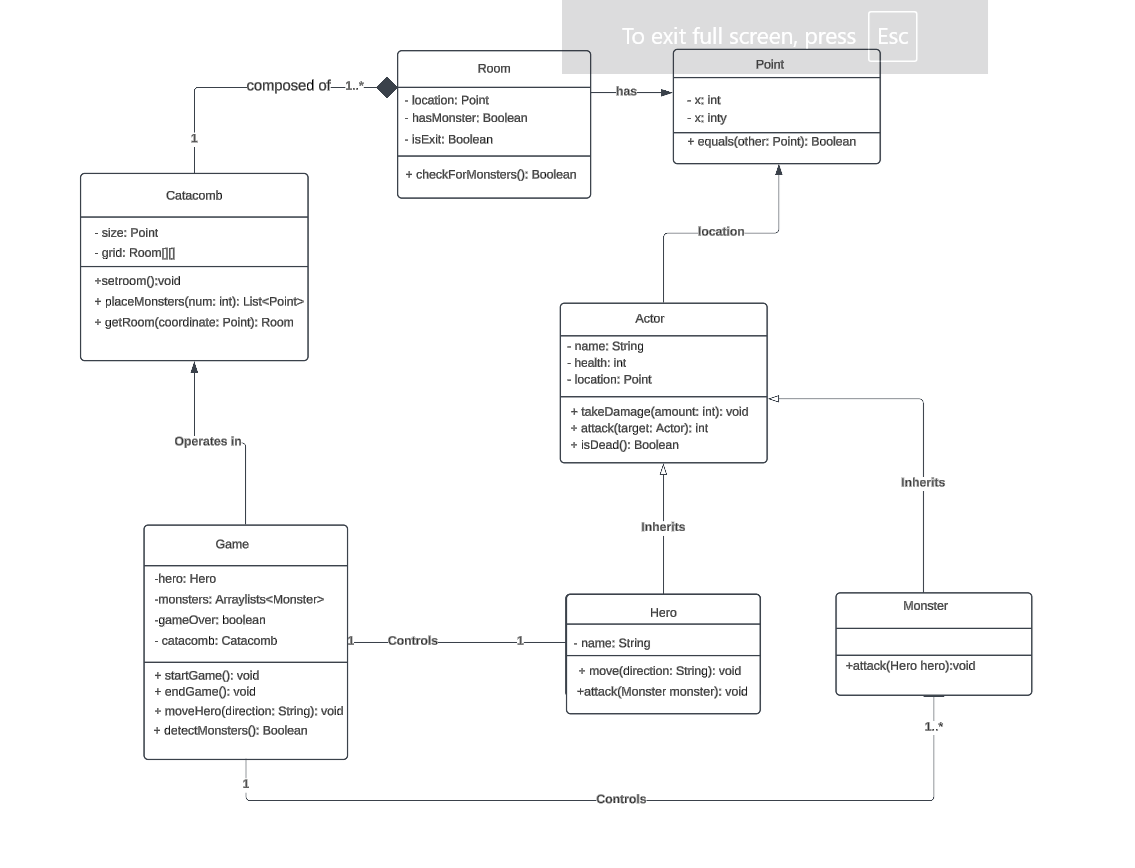 To exit full screen, press Esc
Room
- location: Point
- hasMonster: Boolean
- isExit: Boolean
+ checkForMonsters(): Boolean
Point
- x: int
- x: inty
+ equals(other: Point): Boolean
composed of
1..*
1
has
Catacomb
- size: Point
- grid: Room[][]
+setroom();void
+ placeMonsters(num: int): List<Point>
+ getRoom(coordinate: Point): Room
location
Actor
- name: String
- health: int
- location: Point
+ takeDamage(amount: int): void
+ attack(target: Actor): int
+ isDead(): Boolean
Operates in
Inherits
Inherits
Game
-hero: Hero
-monsters: Arraylists<Monster>
-gameOver: boolean
- catacomb: Catacomb
+ startGame(): void
+ endGame(): void
+ moveHero(direction: String): void
+ detectMonsters(): Boolean
1
Controls
1
Hero
- name: String
+ move(direction: String): void
+attack(Monster monster): void
Monster
+attack(Hero hero):void
1..*
1
Controls